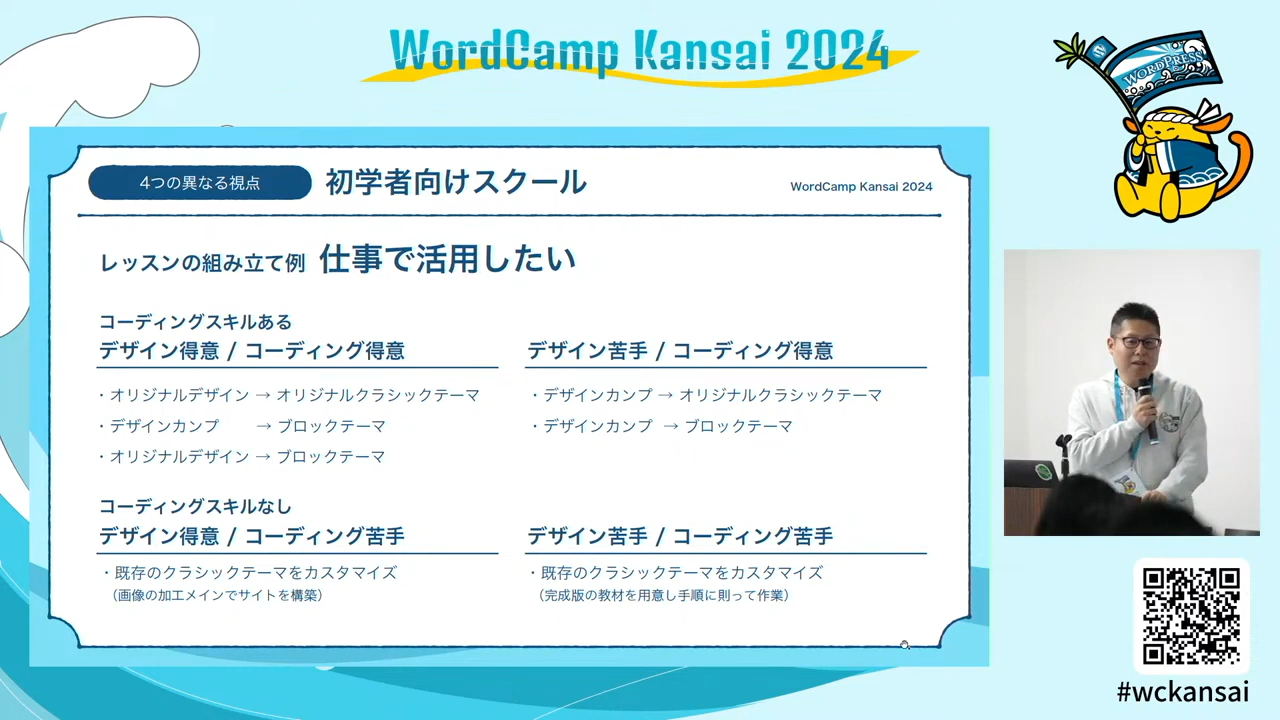 WordCamp Kansai 2024
WORDPRESS
4つの異なる視点
初学者向けスクール
WordCamp Kansai 2024
レッスンの組み立て例 仕事で活用したい
コーディングスキルある
デザイン得意 / コーディング得意
・オリジナルデザイン → オリジナルクラシックテーマ
・デザインカンプ → ブロックテーマ
・オリジナルデザイン → ブロックテーマ
デザイン苦手 / コーディング得意
・デザインカンプ → オリジナルクラシックテーマ
・デザインカンプ → ブロックテーマ
コーディングスキルなし
デザイン得意 / コーディング苦手
・既存のクラシックテーマをカスタマイズ
（画像の加工メインでサイトを構築）
デザイン苦手 / コーディング苦手
・既存のクラシックテーマをカスタマイズ
（完成版の教材を用意し手順に則って作業）
#wckansai